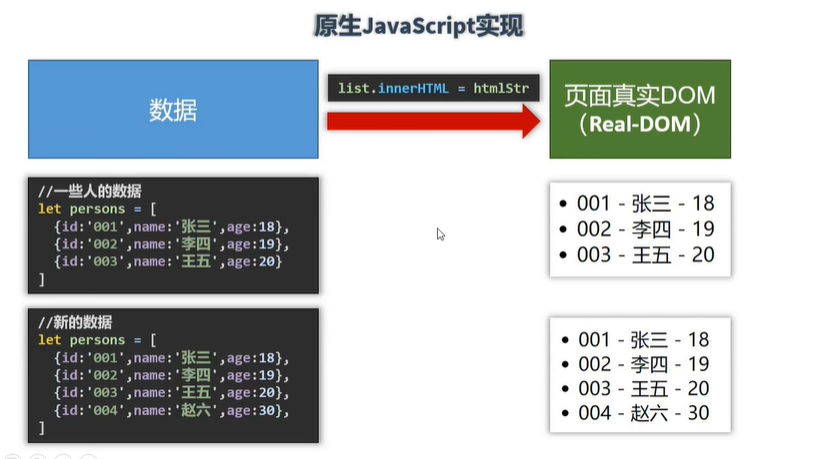 原生JavaScript实现
数据
list.innerHTML = htmlStr
页面真实DOM
（Real-DOM）
//一些人的数据
let persons = [
{id:'001',name:'张三',age:18},
{id:'002',name:'李四',age:19},
{id:'003',name:'王五',age:20}
]
• 001 - 张三 - 18
• 002 - 李四 - 19
• 003 - 王五 - 20
//新的数据
let persons = [
{id:'001',name:'张三',age:18},
{id:'002',name:'李四',age:19},
{id:'003',name:'王五',age:20},
{id:'004',name:'赵六',age:30},
]
• 001 - 张三 - 18
• 002 - 李四 - 19
• 003 - 王五 - 20
• 004 - 赵六 - 30